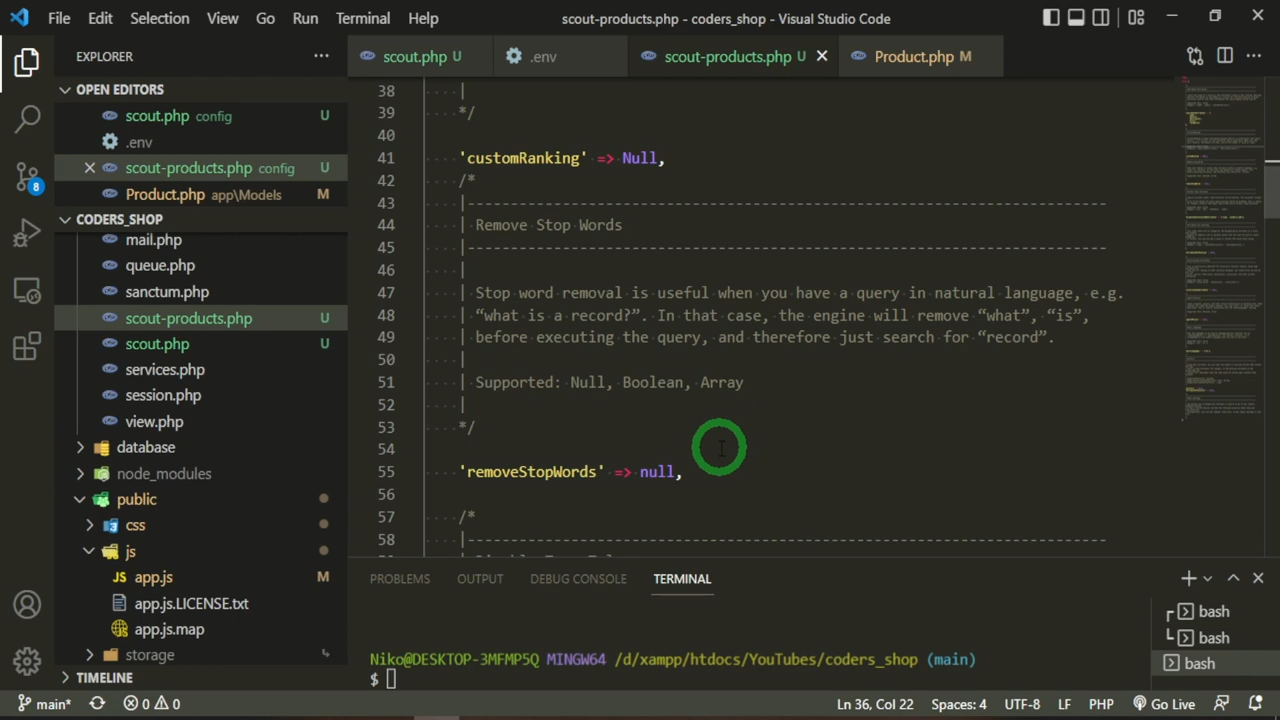 File Edit Selection View Go Run Terminal Help
scout-products.php - coders_shop - Visual Studio Code
EXPLORER
scout.php U
.env
scout-products.php U
Product.php M
OPEN EDITORS
scout.php config U
.env
scout-products.php config U
Product.php app\Models M
CODERS_SHOP
mail.php
queue.php
sanctum.php
scout-products.php U
scout.php U
services.php
session.php
view.php
database
node_modules
public
css
js
app.js M
app.js.LICENSE.txt
app.js.map
storage
TIMELINE
8
38 |
39 */
40
41 'customRanking' => Null,
42 /*
43 |--------------------------------------------------------------------------
44 | Remove Stop Words
45 |--------------------------------------------------------------------------
46 |
47 | Stop word removal is useful when you have a query in natural language, e.g.
48 | “what is a record?”. In that case, the engine will remove “what”, “is”,
49 | before executing the query, and therefore just search for “record”.
50 |
51 | Supported: Null, Boolean, Array
52 |
53 */
54
55 'removeStopWords' => null,
56
57 /*
58 |--------------------------------------------------------------------------
PROBLEMS OUTPUT DEBUG CONSOLE TERMINAL
Niko@DESKTOP-3MFMP5Q MINGW64 /d/xampp/htdocs/YouTubes/coders_shop (main)
$
bash
bash
bash
main* 0 0 Ln 36, Col 22 Spaces: 4 UTF-8 LF PHP Go Live